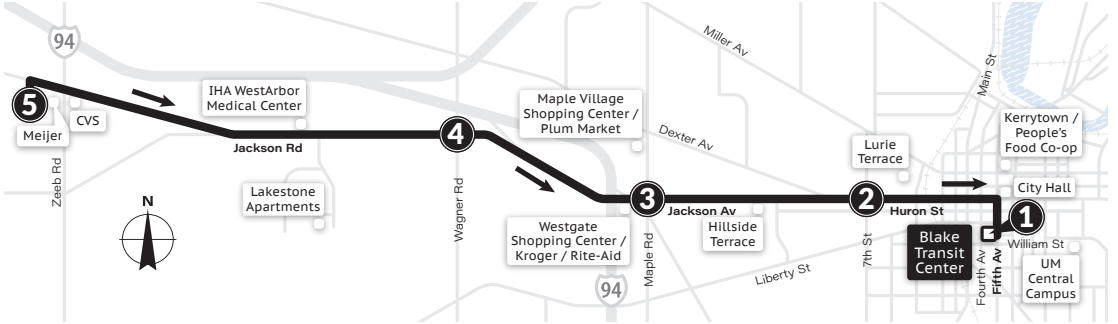 94
Miller Av
Main St
5
IHA WestArbor
Medical Center
Maple Village
Shopping Center /
Plum Market
Kerrytown /
People's
Food Co-op
CVS
Meijer
4
Dexter Av
Lurie
Terrace
Jackson Rd
Zeeb Rd
Lakestone
Apartments
Wagner Rd
N
3
2
City Hall
Jackson Av
Huron St
1
Westgate
Shopping Center /
Kroger / Rite-Aid
Hillside
Terrace
Maple Rd
7th St
Blake
Transit
Center
Fourth Av
Fifth Av
William St
Liberty St
UM
Central
Campus
94